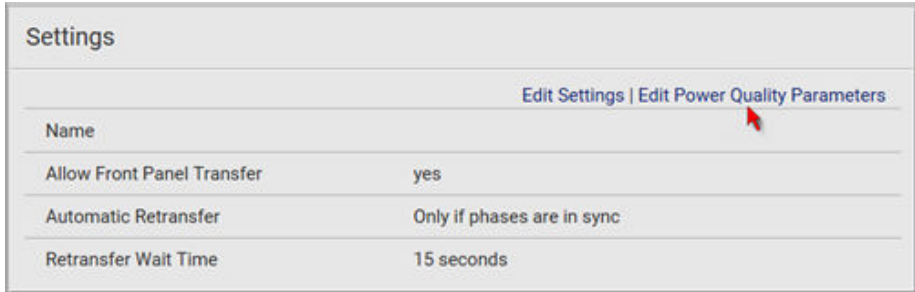 Settings
Edit Settings | Edit Power Quality Parameters
Name
Allow Front Panel Transfer yes
Automatic Retransfer Only if phases are in sync
Retransfer Wait Time 15 seconds